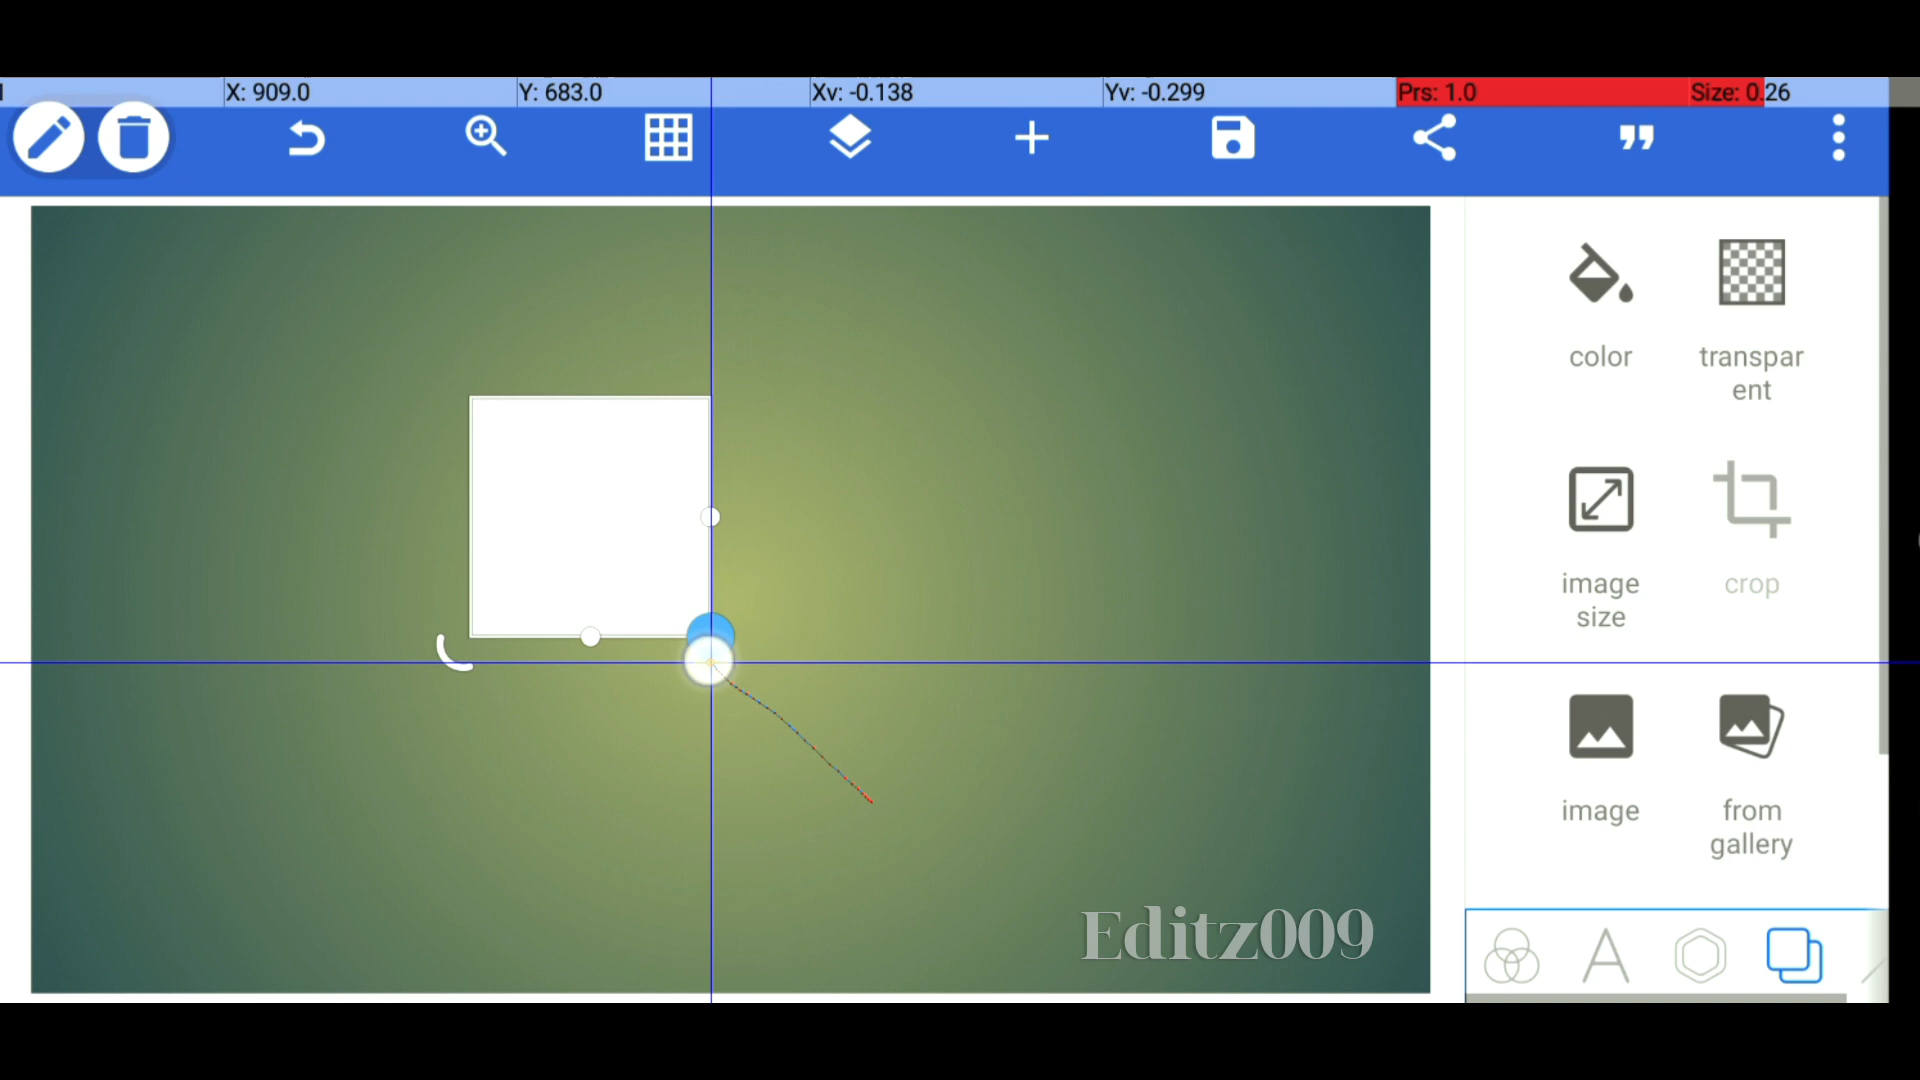 X: 909.0
Y: 683.0
Xv: -0.138
Yv: -0.299
Prs: 1.0
Size: 0.26
color
transpar
ent
image
size
crop
image
from
gallery
Editz009